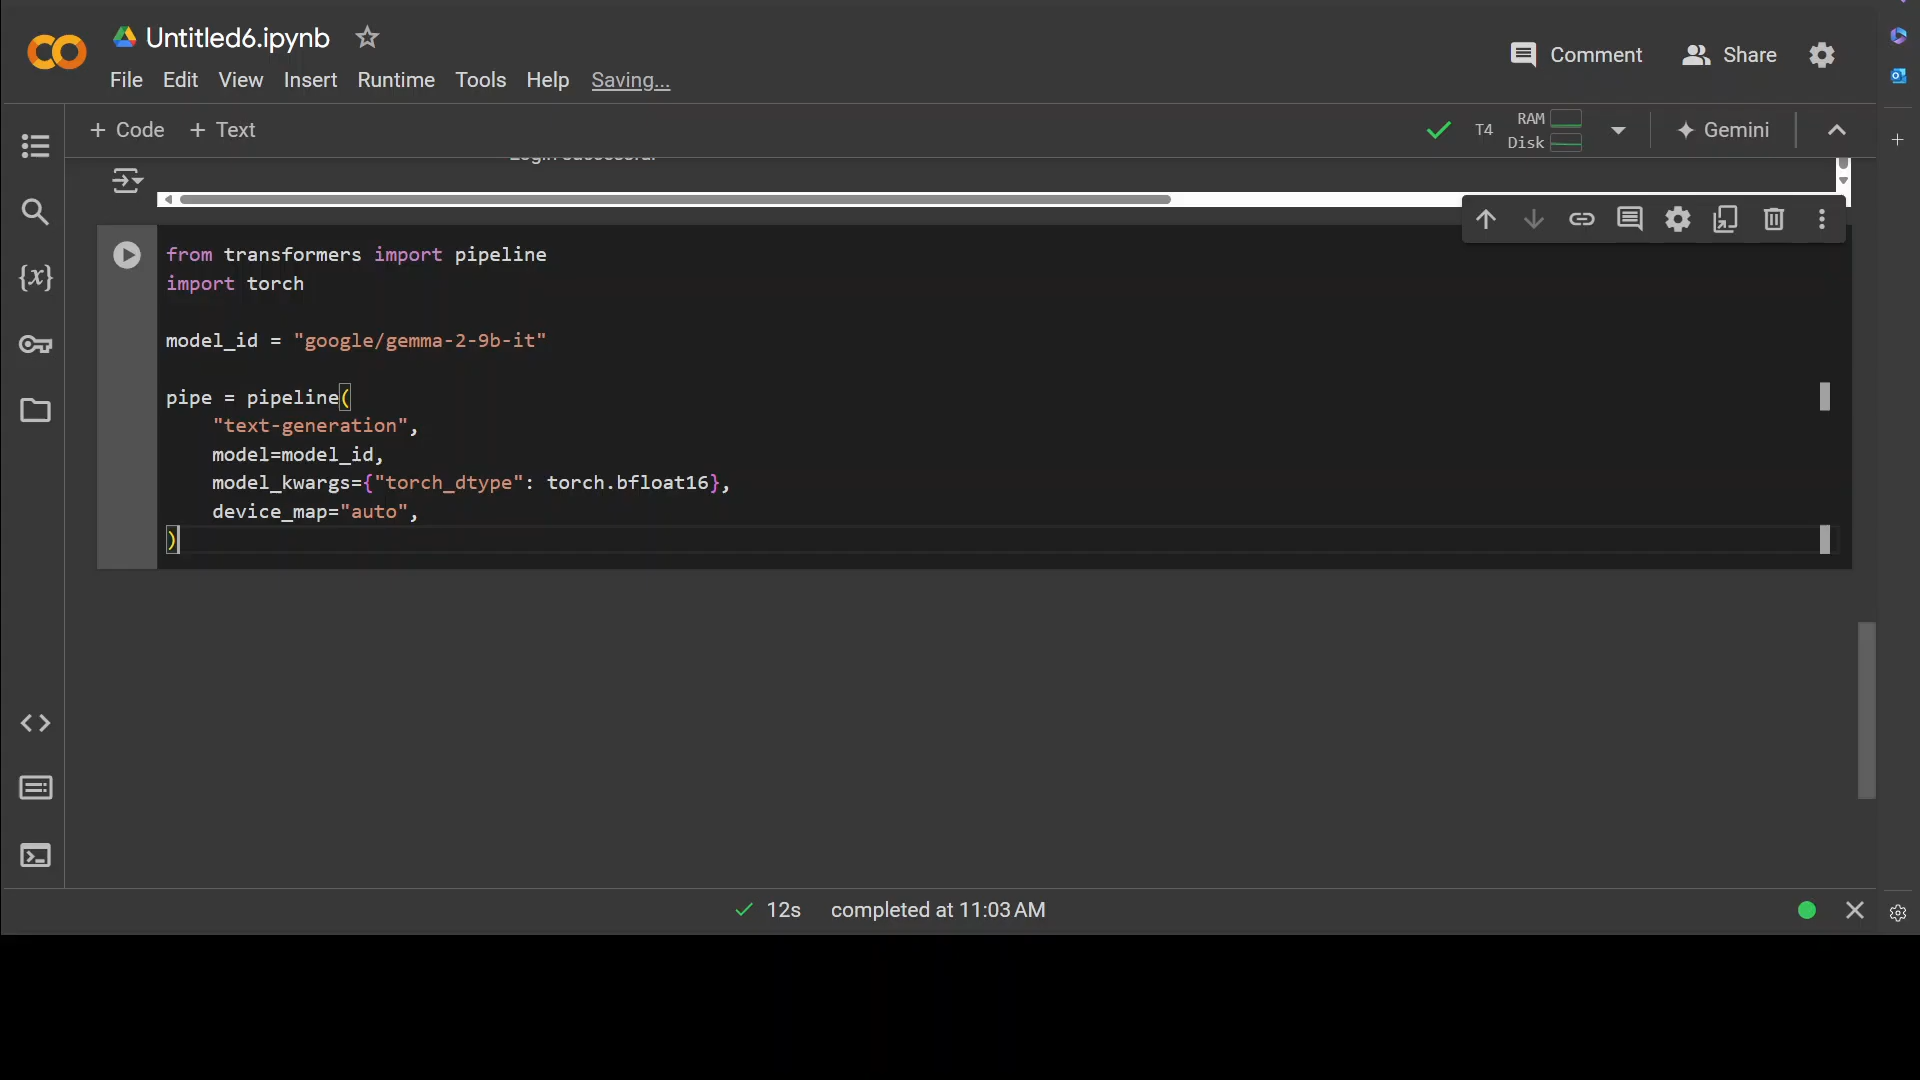 Untitled6.ipynb
Comment
Share
File Edit View Insert Runtime Tools Help Saving...
+ Code + Text
T4
RAM
Disk
Gemini
{x}
from transformers import pipeline
import torch
model_id = "google/gemma-2-9b-it"
pipe = pipeline(
"text-generation",
model=model_id,
model_kwargs={"torch_dtype": torch.bfloat16},
device_map="auto",
)
12s completed at 11:03 AM